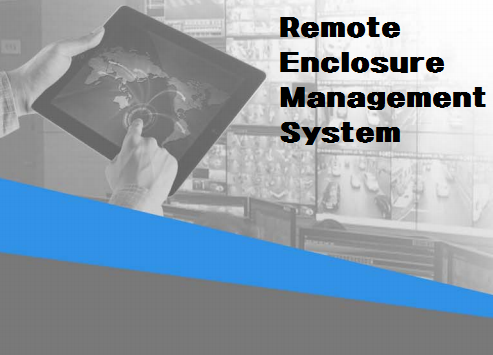 Remote
Enclosure
Management
System